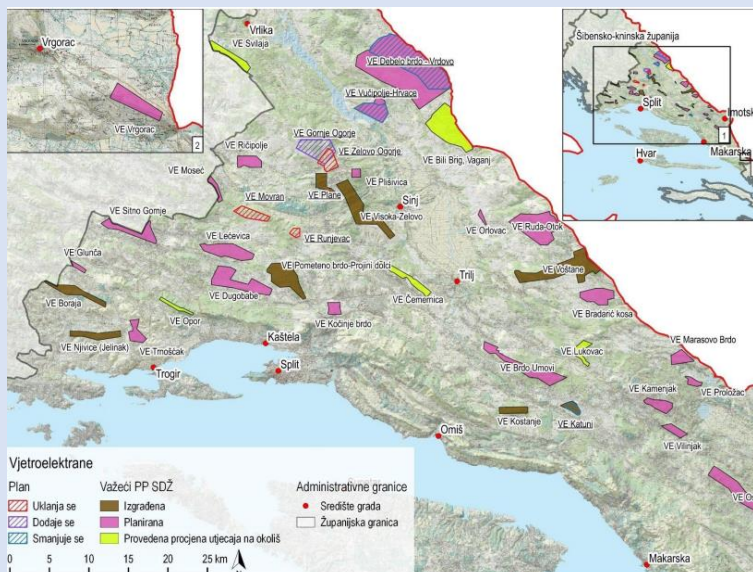 Vrgorac
VE Vrgorac
2
Vrlika
VE Svilaja
VE Debelo brdo - Vrdovo
VE Vučipolje-Hrvace
Šibensko-kninska županija
Split
Imotski
Makarska
Hvar
1
VE Gornje Ogorje
VE Ričipolje
VE Zelovo Ogorje
VE Bili Brig, Vaganj
VE Moseć
VE Plane
VE Plišivica
VE Movran
Sinj
VE Visoka-Zelovo
VE Sitno Gornje
VE Runjevac
VE Orlovac
VE Ruda-Otok
VE Lećevica
VE Glunča
VE Pometeno brdo-Projini dolci
Trilj
VE Voštane
VE Dugobabe
VE Čemernica
VE Boraja
VE Opor
VE Bradarić kosa
VE Kočinje brdo
VE Njivice (Jelinak)
VE Trnošćak
Kaštela
VE Marasovo Brdo
VE Lukovac
Trogir
Split
VE Brdo Umovi
VE Proložac
VE Kamenjak
VE Kostanje
VE Katuni
Omiš
VE Vilinjak
Makarska
Vjetroelektrane
Plan
Uklanja se
Dodaje se
Smanjuje se
Važeći PP SDŽ
Izgrađena
Planirana
Provedena procjena utjecaja na okoliš
Administrativne granice
Središte grada
Županijska granica
0 5 10 15 20 25 km